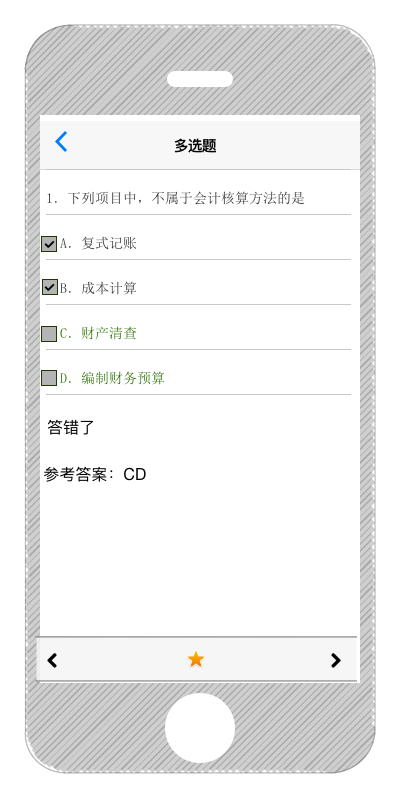 多选题
1. 下列项目中，不属于会计核算方法的是
A. 复式记账
B. 成本计算
C. 财产清查
D. 编制财务预算
答错了
参考答案：CD